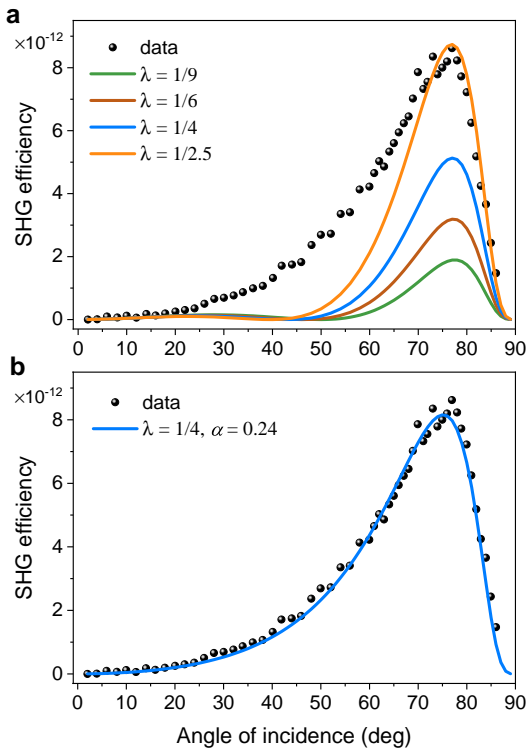 a
×10⁻¹²
data
λ = 1/9
λ = 1/6
λ = 1/4
λ = 1/2.5
8
6
4
2
0
SHG efficiency
0 10 20 30 40 50 60 70 80 90
b
×10⁻¹²
data
λ = 1/4, α = 0.24
8
6
4
2
0
SHG efficiency
0 10 20 30 40 50 60 70 80 90
Angle of incidence (deg)